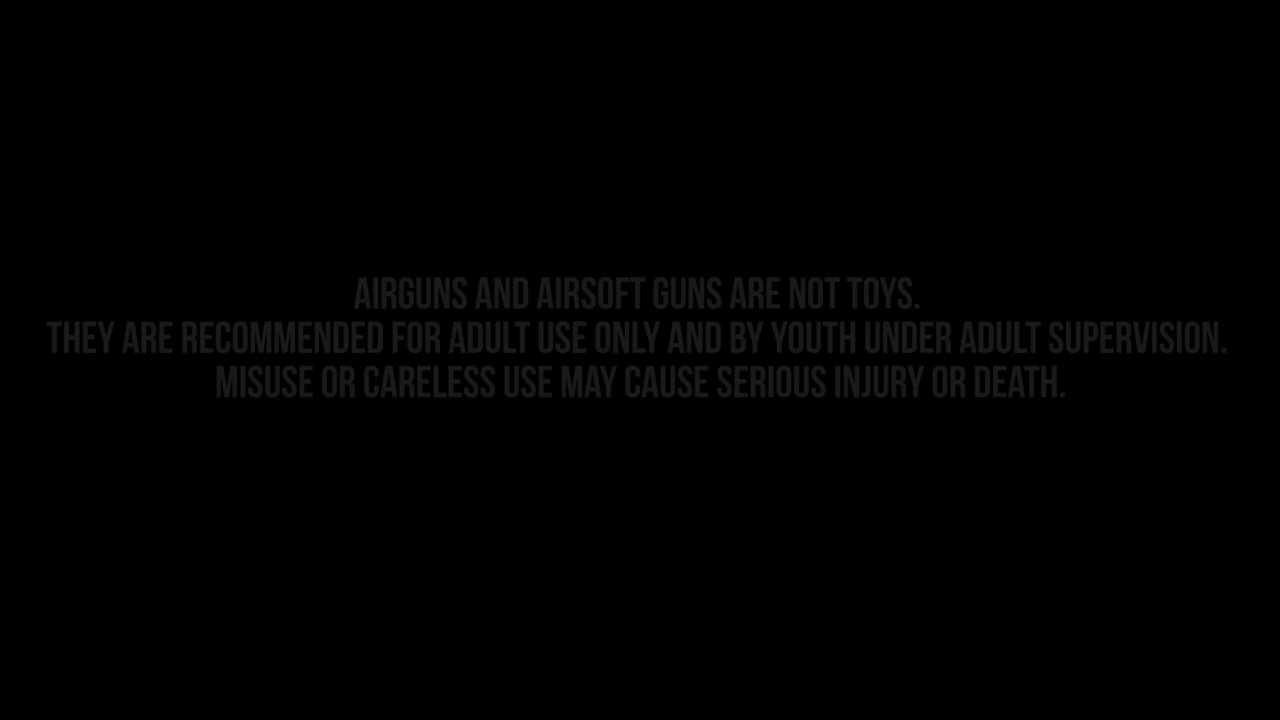 AIRGUNS AND AIRSOFT GUNS ARE NOT TOYS.
THEY ARE RECOMMENDED FOR ADULT USE ONLY AND BY YOUTH UNDER ADULT SUPERVISION.
MISUSE OR CARELESS USE MAY CAUSE SERIOUS INJURY OR DEATH.